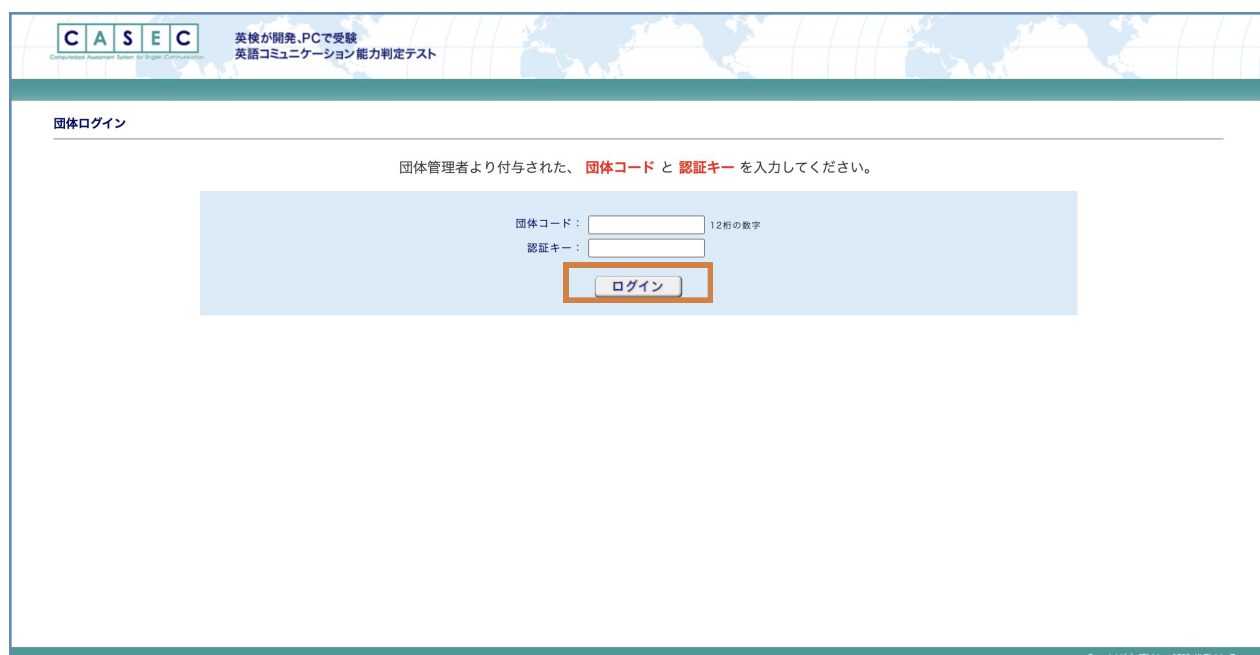 CASEC
Computerized Assessment System for English Communication
英検が開発､PCで受験
英語コミュニケーション能力判定テスト
団体ログイン
団体管理者より付与された、 団体コード と 認証キー を入力してください。
団体コード： 12桁の数字
認証キー：
ログイン